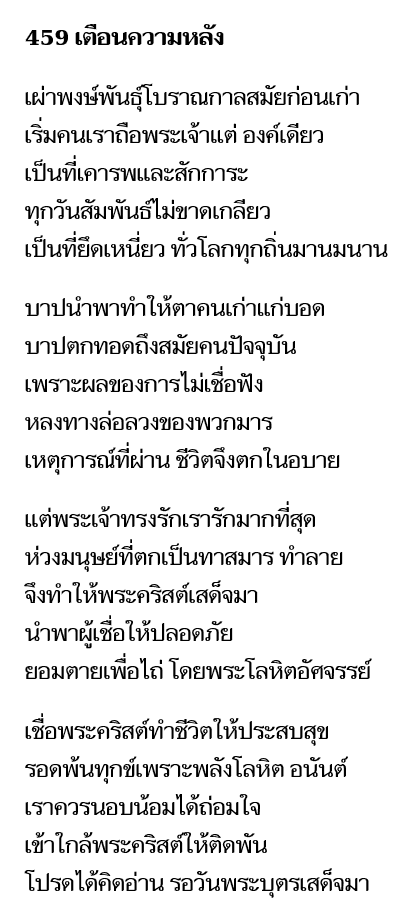 459 เตือนความหลัง
เผ่าพงษ์พันธุ์โบราณกาลสมัยก่อนเก่า
เริ่มคนเราถือพระเจ้าแต่ องค์เดียว
เป็นที่เคารพและสักการะ
ทุกวันสัมพันธ์ไม่ขาดเกลียว
เป็นที่ยึดเหนี่ยว ทั่วโลกทุกถิ่นมานมนาน
บาปนำพาทำให้ตาคนเก่าแก่บอด
บาปตกทอดถึงสมัยคนปัจจุบัน
เพราะผลของการไม่เชื่อฟัง
หลงทางล่อลวงของพวกมาร
เหตุการณ์ที่ผ่าน ชีวิตจึงตกในอบาย
แต่พระเจ้าทรงรักเรารักมากที่สุด
ห่วงมนุษย์ที่ตกเป็นทาสมาร ทำลาย
จึงทำให้พระคริสต์เสด็จมา
นำพาผู้เชื่อให้ปลอดภัย
ยอมตายเพื่อไถ่ โดยพระโลหิตอัศจรรย์
เชื่อพระคริสต์ทำชีวิตให้ประสบสุข
รอดพ้นทุกข์เพราะพลังโลหิต อนันต์
เราควรนอบน้อมได้ถ่อมใจ
เข้าใกล้พระคริสต์ให้ติดพัน
โปรดได้คิดอ่าน รอวันพระบุตรเสด็จมา